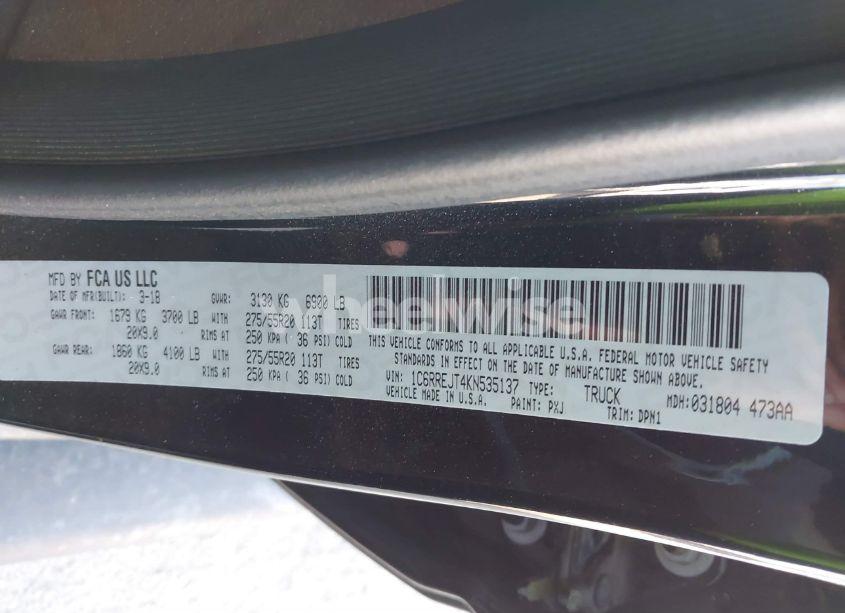 MFD BY FCA US LLC
DATE OF MFR(BUILT): 3-18 GVWR: 3130 KG 6900 LB
GAWR FRONT: 1679 KG 3700 LB WITH 275/55R20 113T TIRES
20X9.0 RIMS AT 250 KPA ( 36 PSI) COLD
GAWR REAR: 1860 KG 4100 LB WITH 275/55R20 113T TIRES
20X9.0 RIMS AT 250 KPA ( 36 PSI) COLD
THIS VEHICLE CONFORMS TO ALL APPLICABLE U.S.A. FEDERAL MOTOR VEHICLE SAFETY
STANDARDS IN EFFECT ON THE DATE OF MANUFACTURE SHOWN ABOVE.
VIN: 1C6RREJT4KN535137 TYPE: TRUCK MDH:031804 473AA
VEHICLE MADE IN U.S.A. PAINT: PXJ TRIM: DPN1
wheelwise